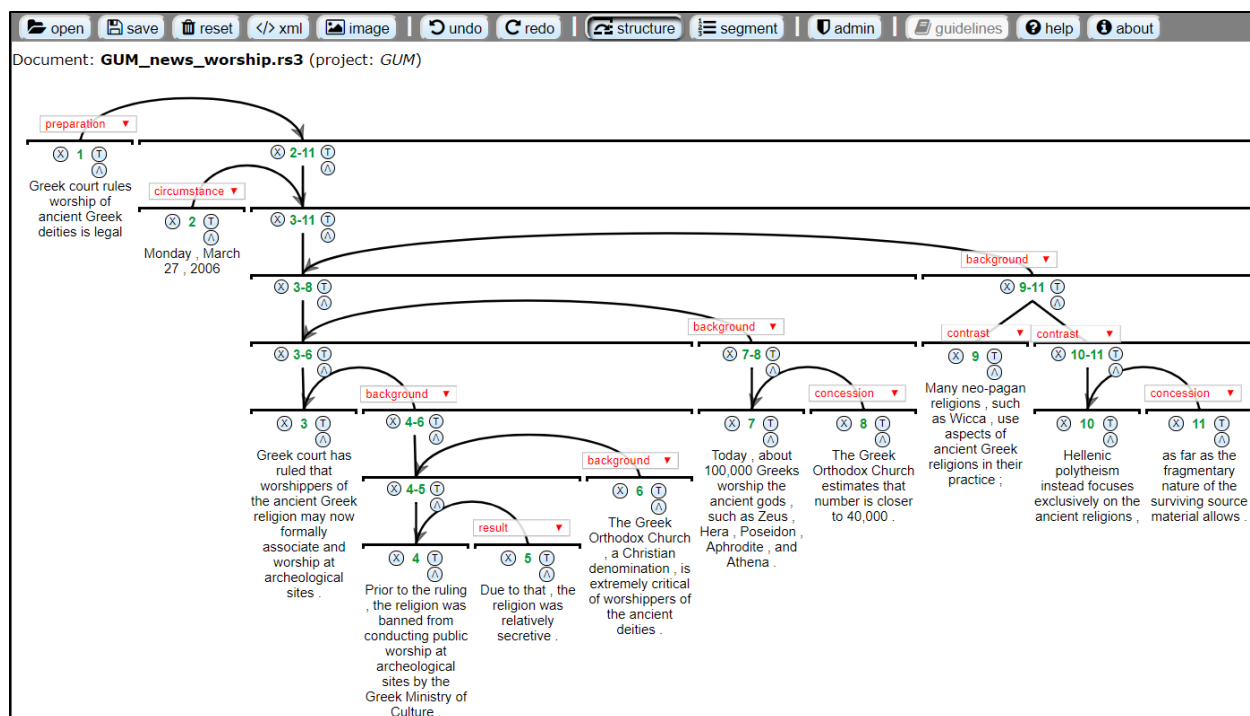 open save reset </> xml image undo redo structure segment admin guidelines help about
Document: GUM_news_worship.rs3 (project: GUM)
preparation ▼
X 1 T
Λ
Greek court rules
worship of
ancient Greek
deities is legal
X 2-11 T
Λ
circumstance ▼
X 2 T
Λ
Monday , March
27 , 2006
X 3-11 T
Λ
X 3-8 T
Λ
background ▼
X 9-11 T
Λ
X 3-6 T
Λ
background ▼
X 7-8 T
Λ
contrast ▼
X 9 T
Λ
Many neo-pagan
religions , such
as Wicca , use
aspects of
ancient Greek
religions in their
practice ;
contrast ▼
X 10-11 T
Λ
X 3 T
Λ
Greek court has
ruled that
worshippers of
the ancient Greek
religion may now
formally
associate and
worship at
archeological
sites .
background ▼
X 4-6 T
Λ
X 7 T
Λ
Today , about
100,000 Greeks
worship the
ancient gods ,
such as Zeus ,
Hera , Poseidon ,
Aphrodite , and
Athena .
concession ▼
X 8 T
Λ
The Greek
Orthodox Church
estimates that
number is closer
to 40,000 .
X 10 T
Λ
Hellenic
polytheism
instead focuses
exclusively on the
ancient religions ,
concession ▼
X 11 T
Λ
as far as the
fragmentary
nature of the
surviving source
material allows .
X 4-5 T
Λ
background ▼
X 6 T
Λ
The Greek
Orthodox Church
, a Christian
denomination , is
extremely critical
of worshippers of
the ancient
deities .
X 4 T
Λ
Prior to the ruling
, the religion was
banned from
conducting public
worship at
archeological
sites by the
Greek Ministry of
Culture .
result ▼
X 5 T
Λ
Due to that , the
religion was
relatively
secretive .